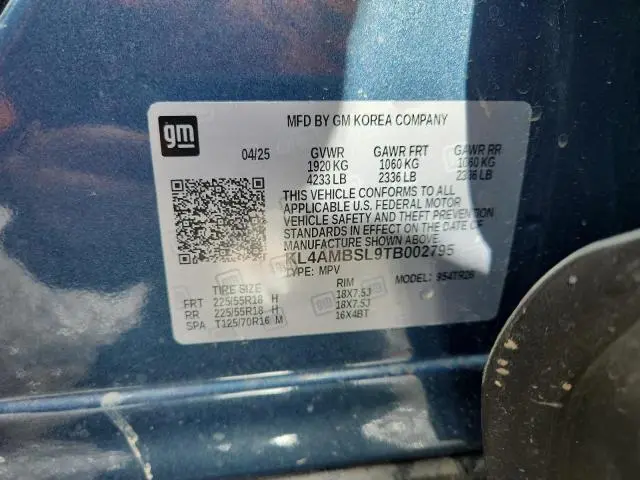 gm
MFD BY GM KOREA COMPANY
04/25 GVWR GAWR FRT GAWR RR
1920 KG 1060 KG 1060 KG
4233 LB 2336 LB 2336 LB
THIS VEHICLE CONFORMS TO ALL
APPLICABLE U.S. FEDERAL MOTOR
VEHICLE SAFETY AND THEFT PREVENTION
STANDARDS IN EFFECT ON THE DATE OF
MANUFACTURE SHOWN ABOVE.
KL4AMBSL9TB002795
TYPE: MPV
TIRE SIZE RIM
FRT 225/55R18 H 18X7.5J
RR 225/55R18 H 18X7.5J
SPA T125/70R16 M 16X4BT